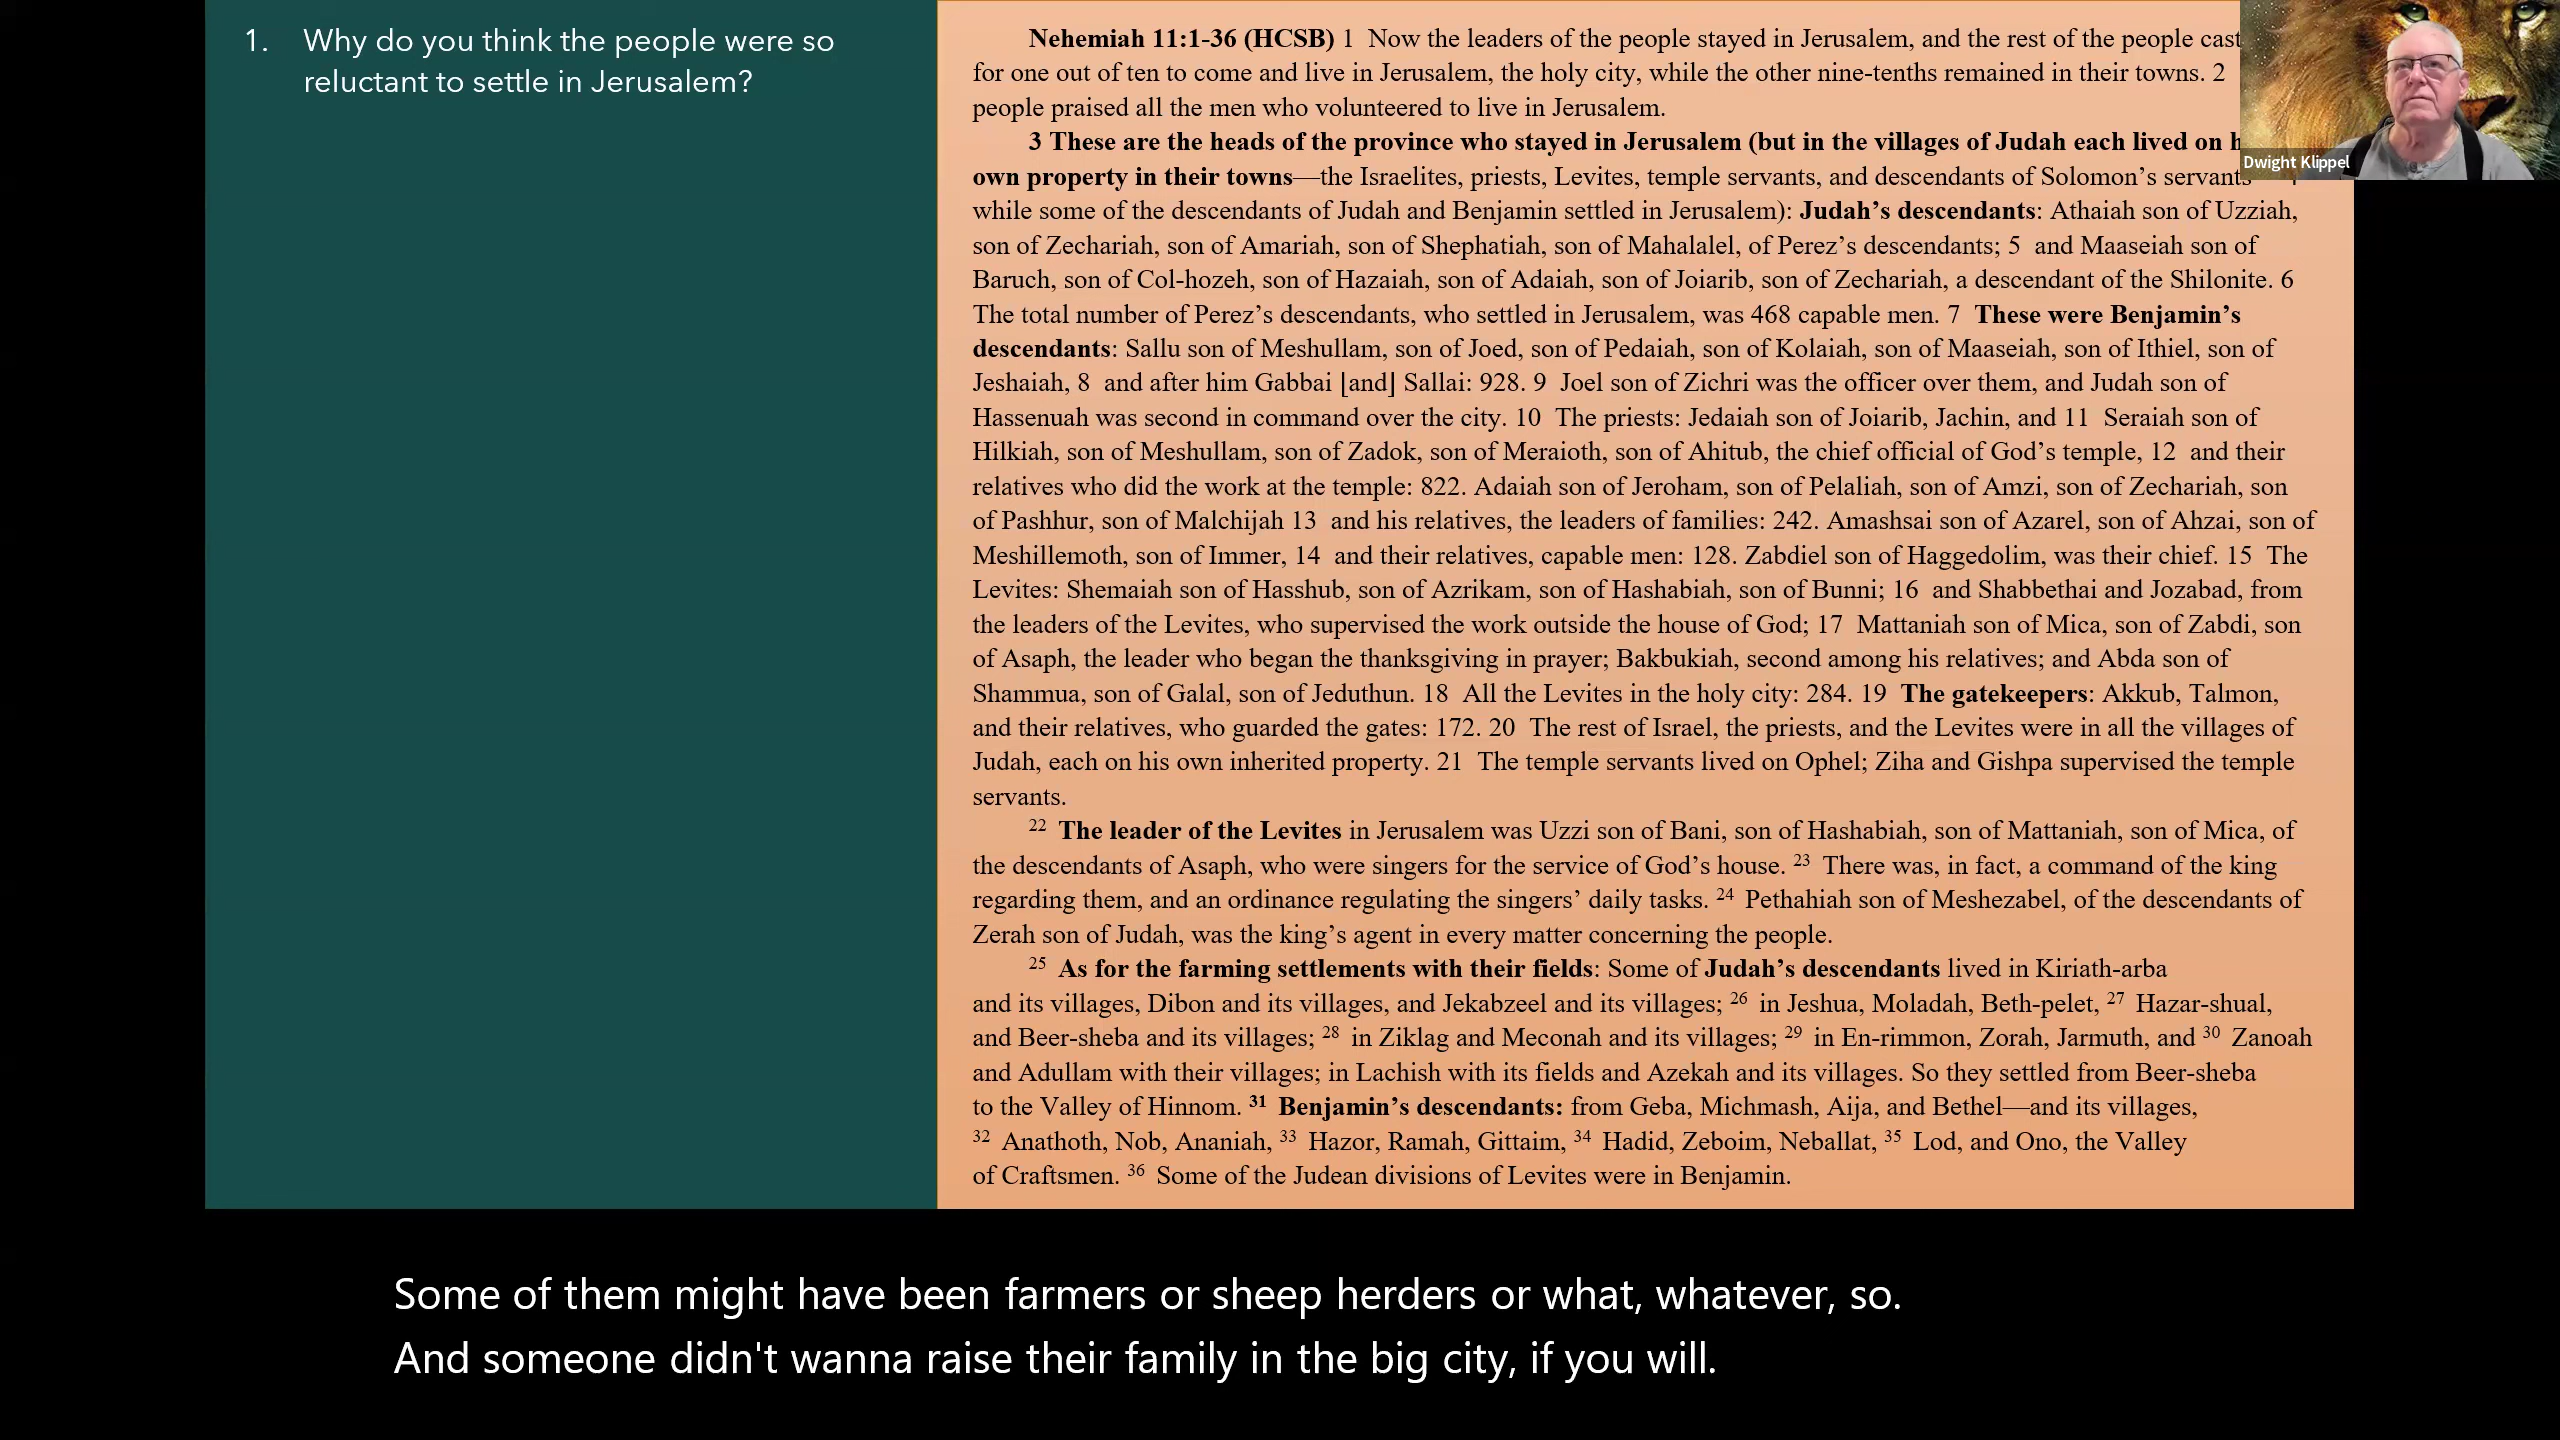 1. Why do you think the people were so
reluctant to settle in Jerusalem?
Nehemiah 11:1-36 (HCSB) 1 Now the leaders of the people stayed in Jerusalem, and the rest of the people cast
for one out of ten to come and live in Jerusalem, the holy city, while the other nine-tenths remained in their towns. 2
people praised all the men who volunteered to live in Jerusalem.
3 These are the heads of the province who stayed in Jerusalem (but in the villages of Judah each lived on
own property in their towns—the Israelites, priests, Levites, temple servants, and descendants of Solomon’s servants
while some of the descendants of Judah and Benjamin settled in Jerusalem): Judah’s descendants: Athaiah son of Uzziah,
son of Zechariah, son of Amariah, son of Shephatiah, son of Mahalalel, of Perez’s descendants; 5 and Maaseiah son of
Baruch, son of Col-hozeh, son of Hazaiah, son of Adaiah, son of Joiarib, son of Zechariah, a descendant of the Shilonite. 6
The total number of Perez’s descendants, who settled in Jerusalem, was 468 capable men. 7 These were Benjamin’s
descendants: Sallu son of Meshullam, son of Joed, son of Pedaiah, son of Kolaiah, son of Maaseiah, son of Ithiel, son of
Jeshaiah, 8 and after him Gabbai [and] Sallai: 928. 9 Joel son of Zichri was the officer over them, and Judah son of
Hassenuah was second in command over the city. 10 The priests: Jedaiah son of Joiarib, Jachin, and 11 Seraiah son of
Hilkiah, son of Meshullam, son of Zadok, son of Meraioth, son of Ahitub, the chief official of God’s temple, 12 and their
relatives who did the work at the temple: 822. Adaiah son of Jeroham, son of Pelaliah, son of Amzi, son of Zechariah, son
of Pashhur, son of Malchijah 13 and his relatives, the leaders of families: 242. Amashsai son of Azarel, son of Ahzai, son of
Meshillemoth, son of Immer, 14 and their relatives, capable men: 128. Zabdiel son of Haggedolim, was their chief. 15 The
Levites: Shemaiah son of Hasshub, son of Azrikam, son of Hashabiah, son of Bunni; 16 and Shabbethai and Jozabad, from
the leaders of the Levites, who supervised the work outside the house of God; 17 Mattaniah son of Mica, son of Zabdi, son
of Asaph, the leader who began the thanksgiving in prayer; Bakbukiah, second among his relatives; and Abda son of
Shammua, son of Galal, son of Jeduthun. 18 All the Levites in the holy city: 284. 19 The gatekeepers: Akkub, Talmon,
and their relatives, who guarded the gates: 172. 20 The rest of Israel, the priests, and the Levites were in all the villages of
Judah, each on his own inherited property. 21 The temple servants lived on Ophel; Ziha and Gishpa supervised the temple
servants.
22 The leader of the Levites in Jerusalem was Uzzi son of Bani, son of Hashabiah, son of Mattaniah, son of Mica, of
the descendants of Asaph, who were singers for the service of God’s house. 23 There was, in fact, a command of the king
regarding them, and an ordinance regulating the singers’ daily tasks. 24 Pethahiah son of Meshezabel, of the descendants of
Zerah son of Judah, was the king’s agent in every matter concerning the people.
25 As for the farming settlements with their fields: Some of Judah’s descendants lived in Kiriath-arba
and its villages, Dibon and its villages, and Jekabzeel and its villages; 26 in Jeshua, Moladah, Beth-pelet, 27 Hazar-shual,
and Beer-sheba and its villages; 28 in Ziklag and Meconah and its villages; 29 in En-rimmon, Zorah, Jarmuth, and 30 Zanoah
and Adullam with their villages; in Lachish with its fields and Azekah and its villages. So they settled from Beer-sheba
to the Valley of Hinnom. 31 Benjamin’s descendants: from Geba, Michmash, Aija, and Bethel—and its villages,
32 Anathoth, Nob, Ananiah, 33 Hazor, Ramah, Gittaim, 34 Hadid, Zeboim, Neballat, 35 Lod, and Ono, the Valley
of Craftsmen. 36 Some of the Judean divisions of Levites were in Benjamin.
Dwight Klippel
Some of them might have been farmers or sheep herders or what, whatever, so.
And someone didn't wanna raise their family in the big city, if you will.